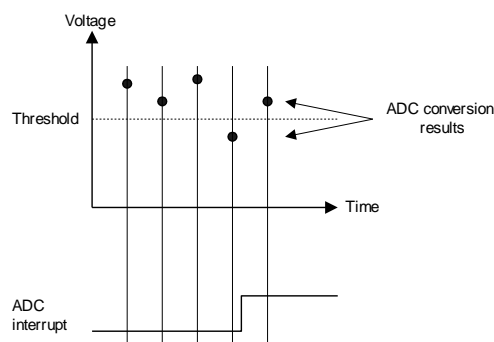 Voltage
Threshold
ADC conversion
results
Time
ADC
interrupt